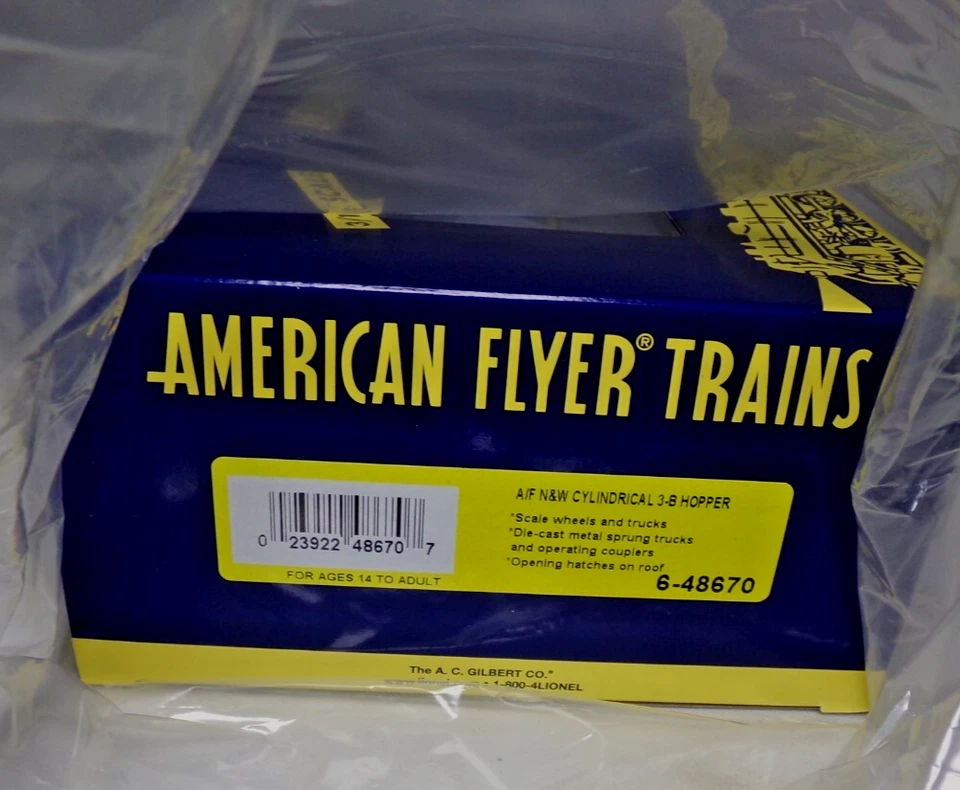 AMERICAN FLYER® TRAINS
A/F N&W CYLINDRICAL 3-B HOPPER
*Scale wheels and trucks
*Die-cast metal sprung trucks
and operating couplers
*Opening hatches on roof
6-48670
0 23922 48670 7
FOR AGES 14 TO ADULT
The A. C. GILBERT CO.®
1-800-4LIONEL